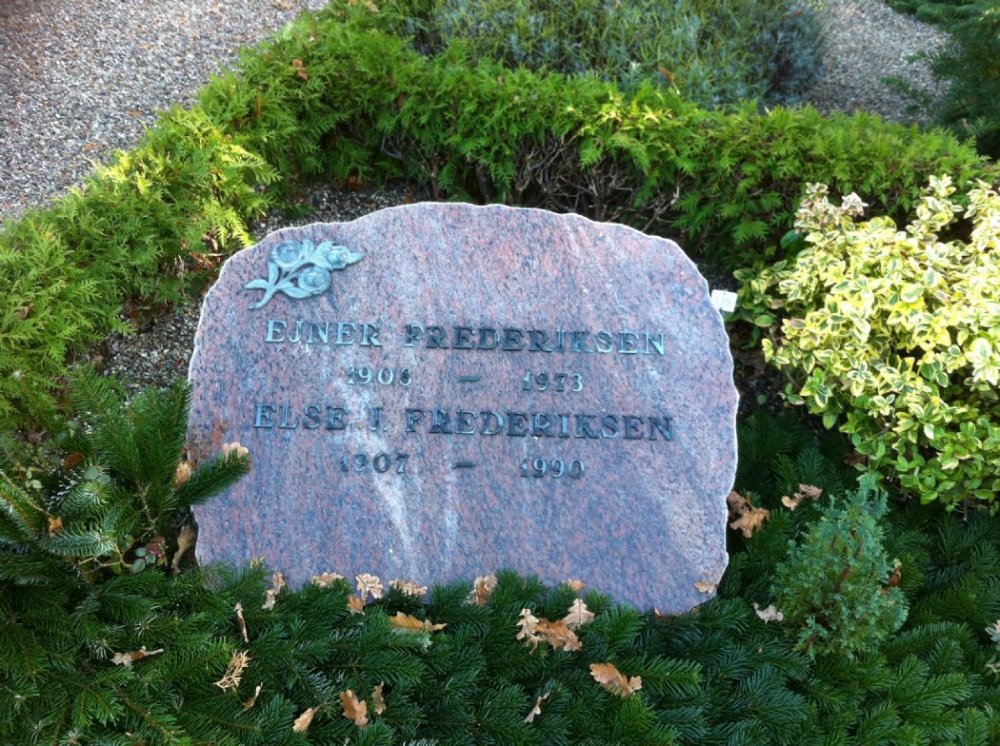 EJNER FREDERIKSEN
1906 – 1973
ELSE J. FREDERIKSEN
1907 – 1990